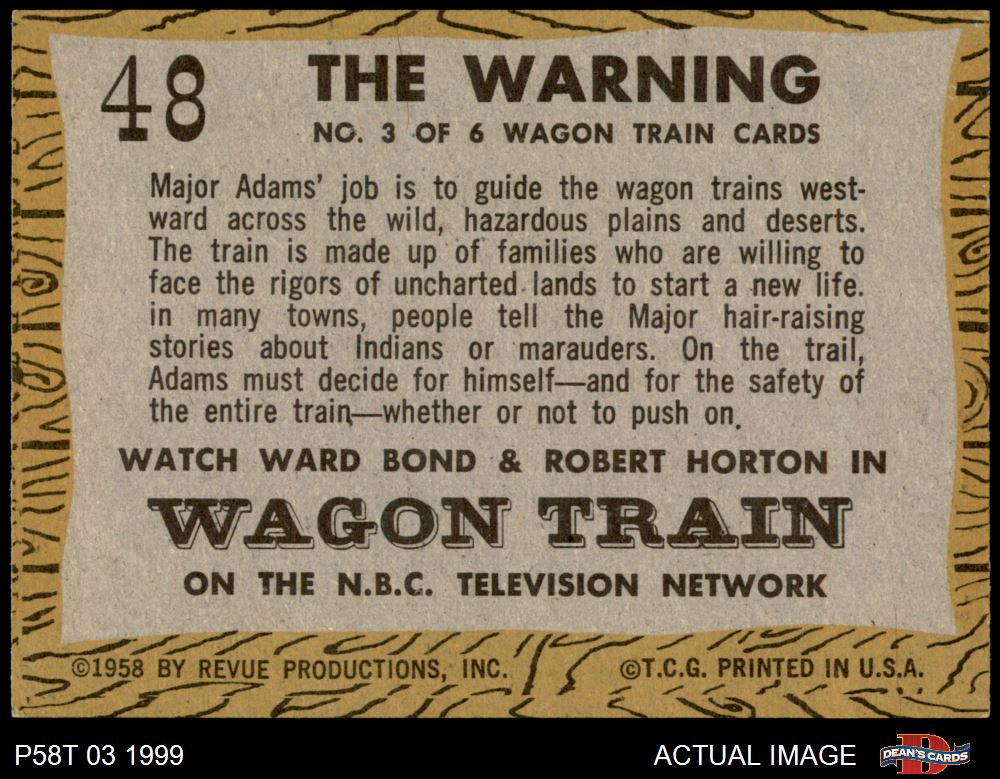 48
THE WARNING
NO. 3 OF 6 WAGON TRAIN CARDS
Major Adams' job is to guide the wagon trains west-
ward across the wild, hazardous plains and deserts.
The train is made up of families who are willing to
face the rigors of uncharted lands to start a new life.
in many towns, people tell the Major hair-raising
stories about Indians or marauders. On the trail,
Adams must decide for himself—and for the safety of
the entire train—whether or not to push on.
WATCH WARD BOND & ROBERT HORTON IN
WAGON TRAIN
ON THE N.B.C. TELEVISION NETWORK
©1958 BY REVUE PRODUCTIONS, INC. ©T.C.G. PRINTED IN U.S.A.
P58T 03 1999 ACTUAL IMAGE
D
DEAN'S CARDS